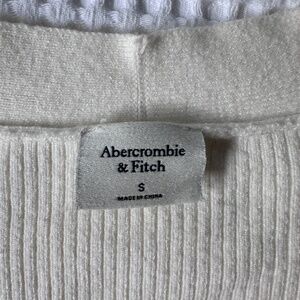 Abercrombie
& Fitch
S
MADE IN CHINA